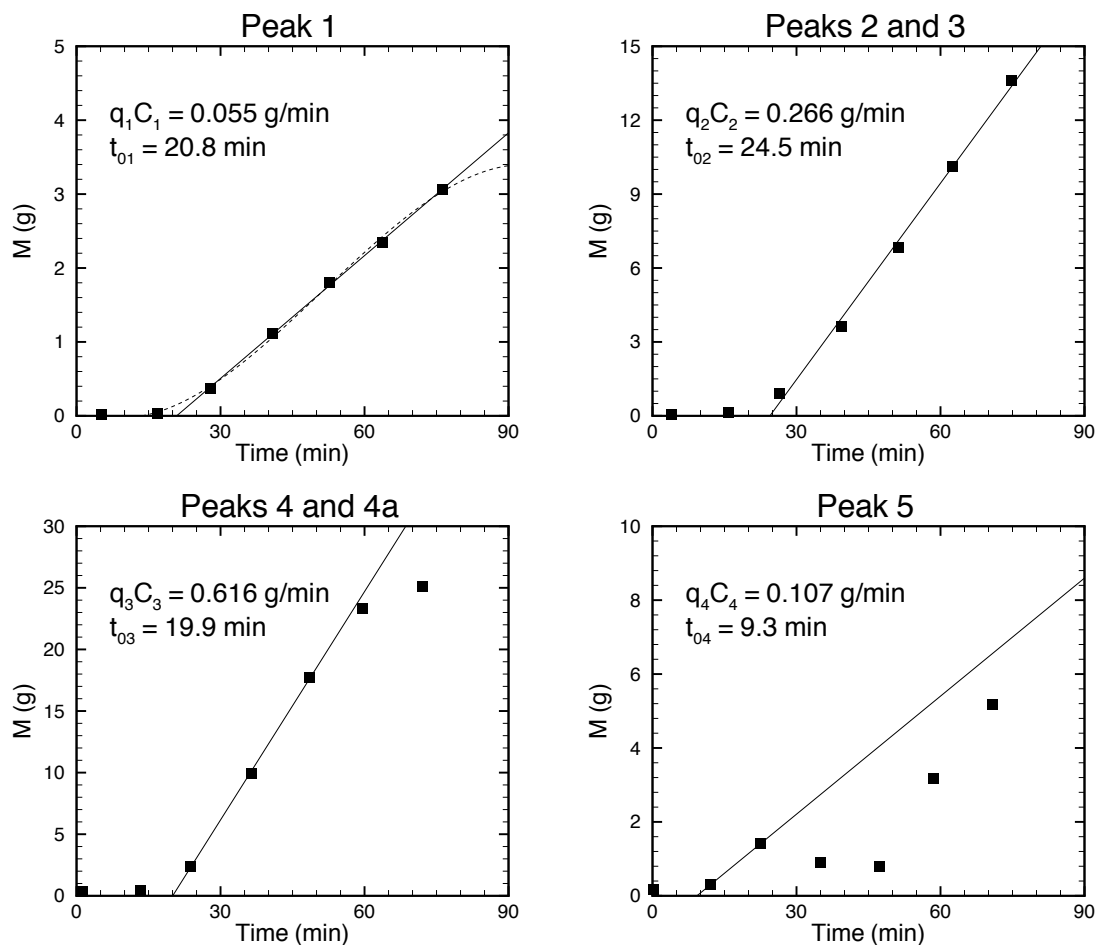 Peak 1
5
4
3
2
1
0
M (g)
q1C1 = 0.055 g/min
t01 = 20.8 min
0
30
60
90
Time (min)
Peaks 2 and 3
15
12
9
6
3
0
M (g)
q2C2 = 0.266 g/min
t02 = 24.5 min
0
30
60
90
Time (min)
Peaks 4 and 4a
30
25
20
15
10
5
0
M (g)
q3C3 = 0.616 g/min
t03 = 19.9 min
0
30
60
90
Time (min)
Peak 5
10
8
6
4
2
0
M (g)
q4C4 = 0.107 g/min
t04 = 9.3 min
0
30
60
90
Time (min)